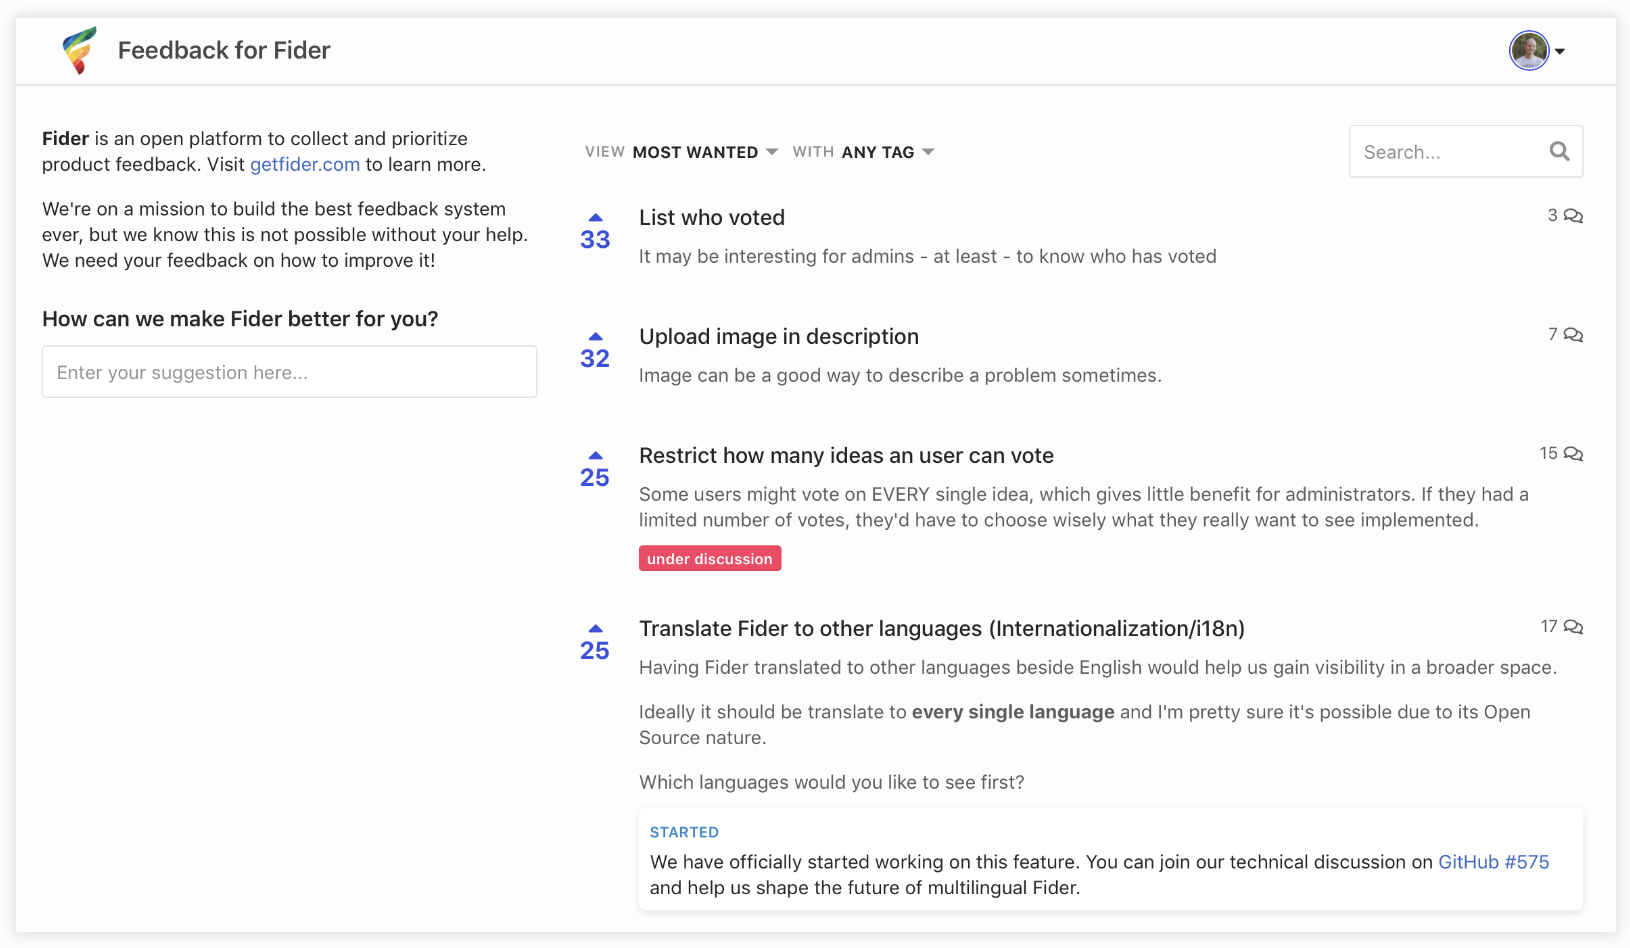 Feedback for Fider
Fider is an open platform to collect and prioritize
product feedback. Visit getfider.com to learn more.
We're on a mission to build the best feedback system
ever, but we know this is not possible without your help.
We need your feedback on how to improve it!
How can we make Fider better for you?
Enter your suggestion here...
VIEW MOST WANTED WITH ANY TAG
Search...
33
List who voted
3
It may be interesting for admins - at least - to know who has voted
32
Upload image in description
7
Image can be a good way to describe a problem sometimes.
25
Restrict how many ideas an user can vote
15
Some users might vote on EVERY single idea, which gives little benefit for administrators. If they had a
limited number of votes, they'd have to choose wisely what they really want to see implemented.
under discussion
25
Translate Fider to other languages (Internationalization/i18n)
17
Having Fider translated to other languages beside English would help us gain visibility in a broader space.
Ideally it should be translate to every single language and I'm pretty sure it's possible due to its Open
Source nature.
Which languages would you like to see first?
STARTED
We have officially started working on this feature. You can join our technical discussion on GitHub #575
and help us shape the future of multilingual Fider.